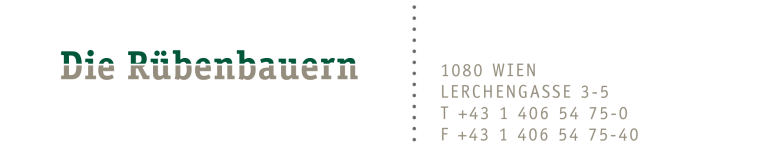 Die Rübenbauern
1080 WIEN
LERCHENGASSE 3-5
T +43 1 406 54 75-0
F +43 1 406 54 75-40